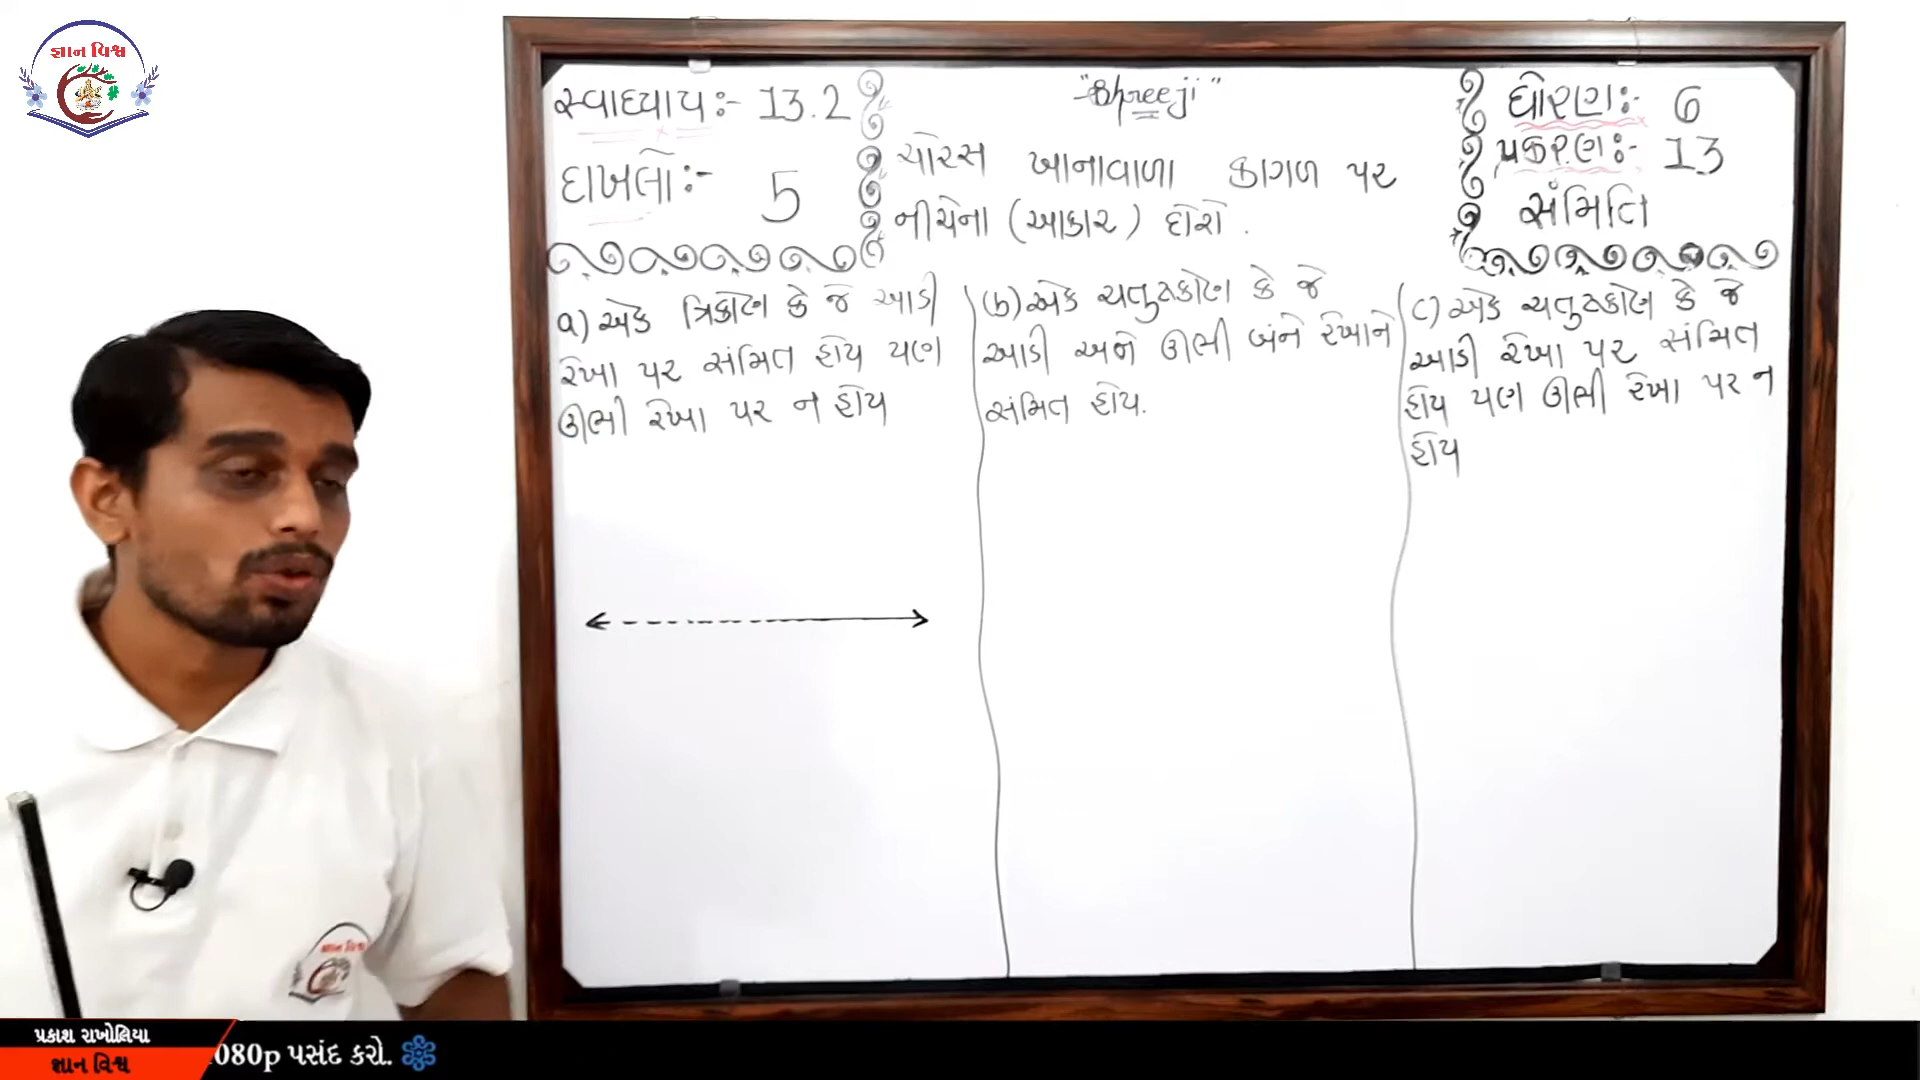 જ્ઞાન વિશ્વ
સ્વાધ્યાય:- 13.2
દાખલો:- 5
"Shreeji"
ચોરસ ખાનાવાળા કાગળ પર
નીચેના (આકાર) દોરો.
ધોરણ:- 6
પ્રકરણ:- 13
સંમિતિ
a) એક ત્રિકોણ કે જે આડી
રેખા પર સંમિત હોય પણ
ઊભી રેખા પર ન હોય
(b) એક ચતુષ્કોણ કે જે
આડી અને ઊભી બંને રેખાને
સંમિત હોય.
c) એક ચતુષ્કોણ કે જે
આડી રેખા પર સંમિત
હોય પણ ઊભી રેખા પર ન
હોય
જ્ઞાન વિશ્વ
પ્રકાશ રાખોલિયા
જ્ઞાન વિશ્વ
080p પસંદ કરો.